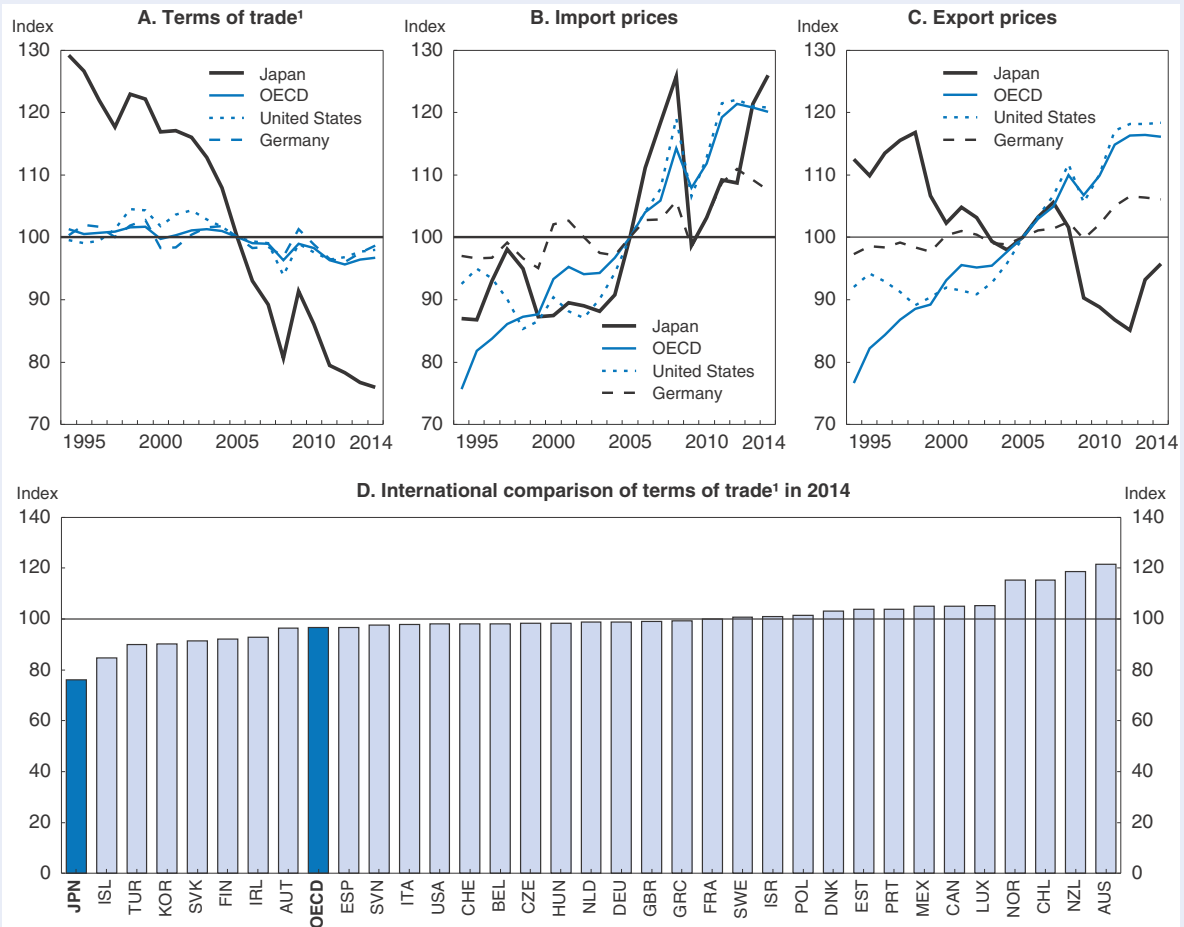 A. Terms of trade¹
Index
130
120
110
100
90
80
70
Japan
OECD
United States
Germany
1995 2000 2005 2010 2014
B. Import prices
Index
130
120
110
100
90
80
70
Japan
OECD
United States
Germany
1995 2000 2005 2010 2014
C. Export prices
Index
130
120
110
100
90
80
70
Japan
OECD
United States
Germany
1995 2000 2005 2010 2014
D. International comparison of terms of trade¹ in 2014
Index Index
140 140
120 120
100 100
80 80
60 60
40 40
20 20
0 0
JPN ISL TUR KOR SVK FIN IRL AUT OECD ESP SVN ITA USA CHE BEL CZE HUN NLD DEU GBR GRC FRA SWE ISR POL DNK EST PRT MEX CAN LUX NOR CHL NZL AUS